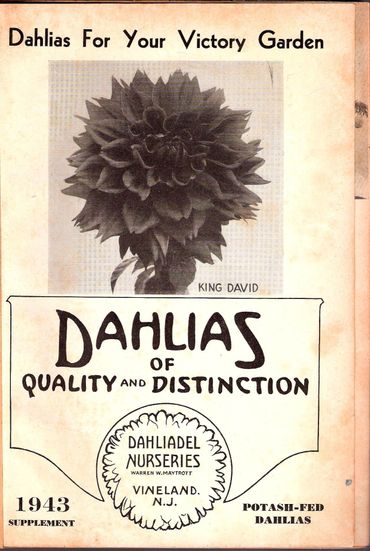 Dahlias For Your Victory Garden
KING DAVID
DAHLIAS
OF
QUALITY AND DISTINCTION
DAHLIADEL
NURSERIES
WARREN W. MAYTROTT
VINELAND.
N.J.
1943
SUPPLEMENT
POTASH-FED
DAHLIAS